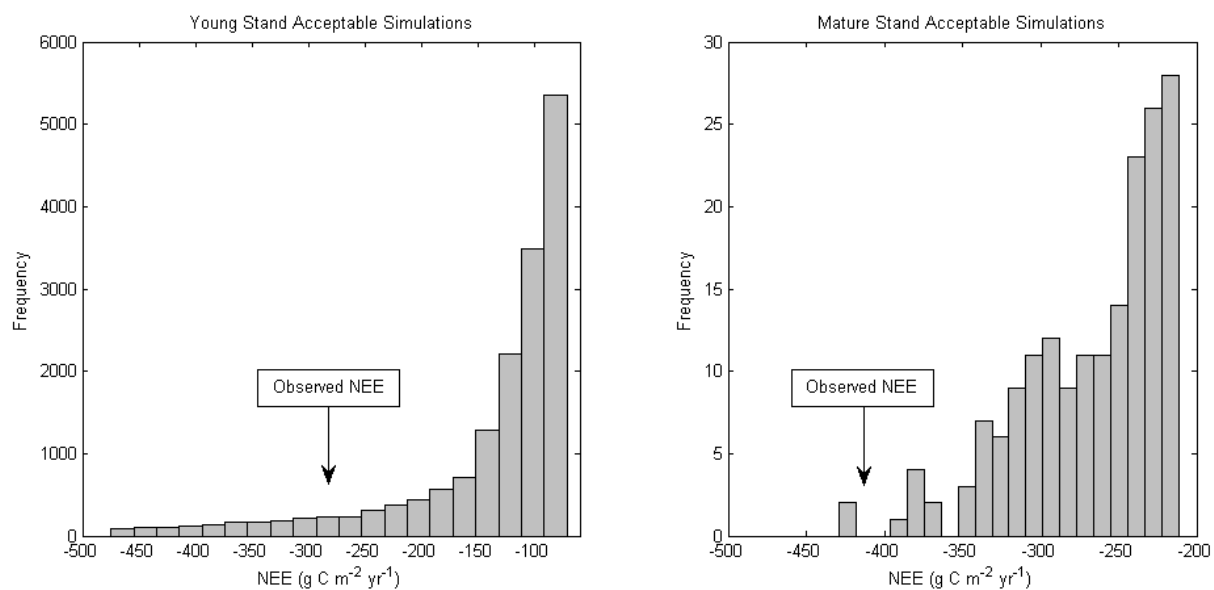 Young Stand Acceptable Simulations
6000
5000
4000
3000
2000
1000
0
Frequency
Observed NEE
-500 -450 -400 -350 -300 -250 -200 -150 -100
NEE (g C m⁻² yr⁻¹)
Mature Stand Acceptable Simulations
30
25
20
15
10
5
0
Frequency
Observed NEE
-500 -450 -400 -350 -300 -250 -200
NEE (g C m⁻² yr⁻¹)